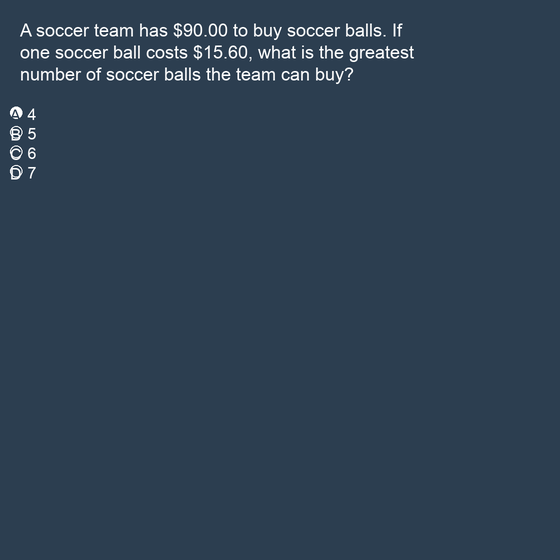 A soccer team has $90.00 to buy soccer balls. If
one soccer ball costs $15.60, what is the greatest
number of soccer balls the team can buy?
A 4
B 5
C 6
D 7